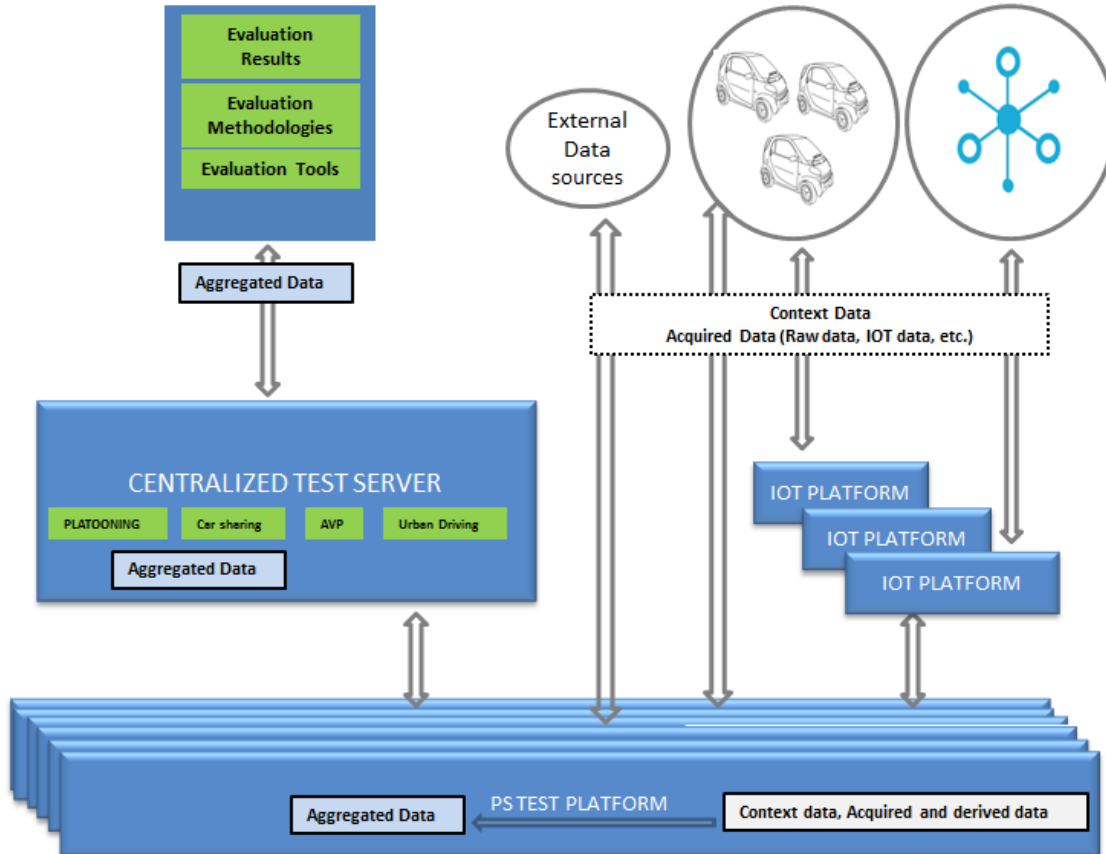 Evaluation
Results
Evaluation
Methodologies
Evaluation Tools
External
Data
sources
Aggregated Data
Context Data
Acquired Data (Raw data, IOT data, etc.)
CENTRALIZED TEST SERVER
PLATOONING
Car sharing
AVP
Urban Driving
Aggregated Data
IOT PLATFORM
IOT PLATFORM
IOT PLATFORM
PS TEST PLATFORM
Aggregated Data
Context data, Acquired and derived data